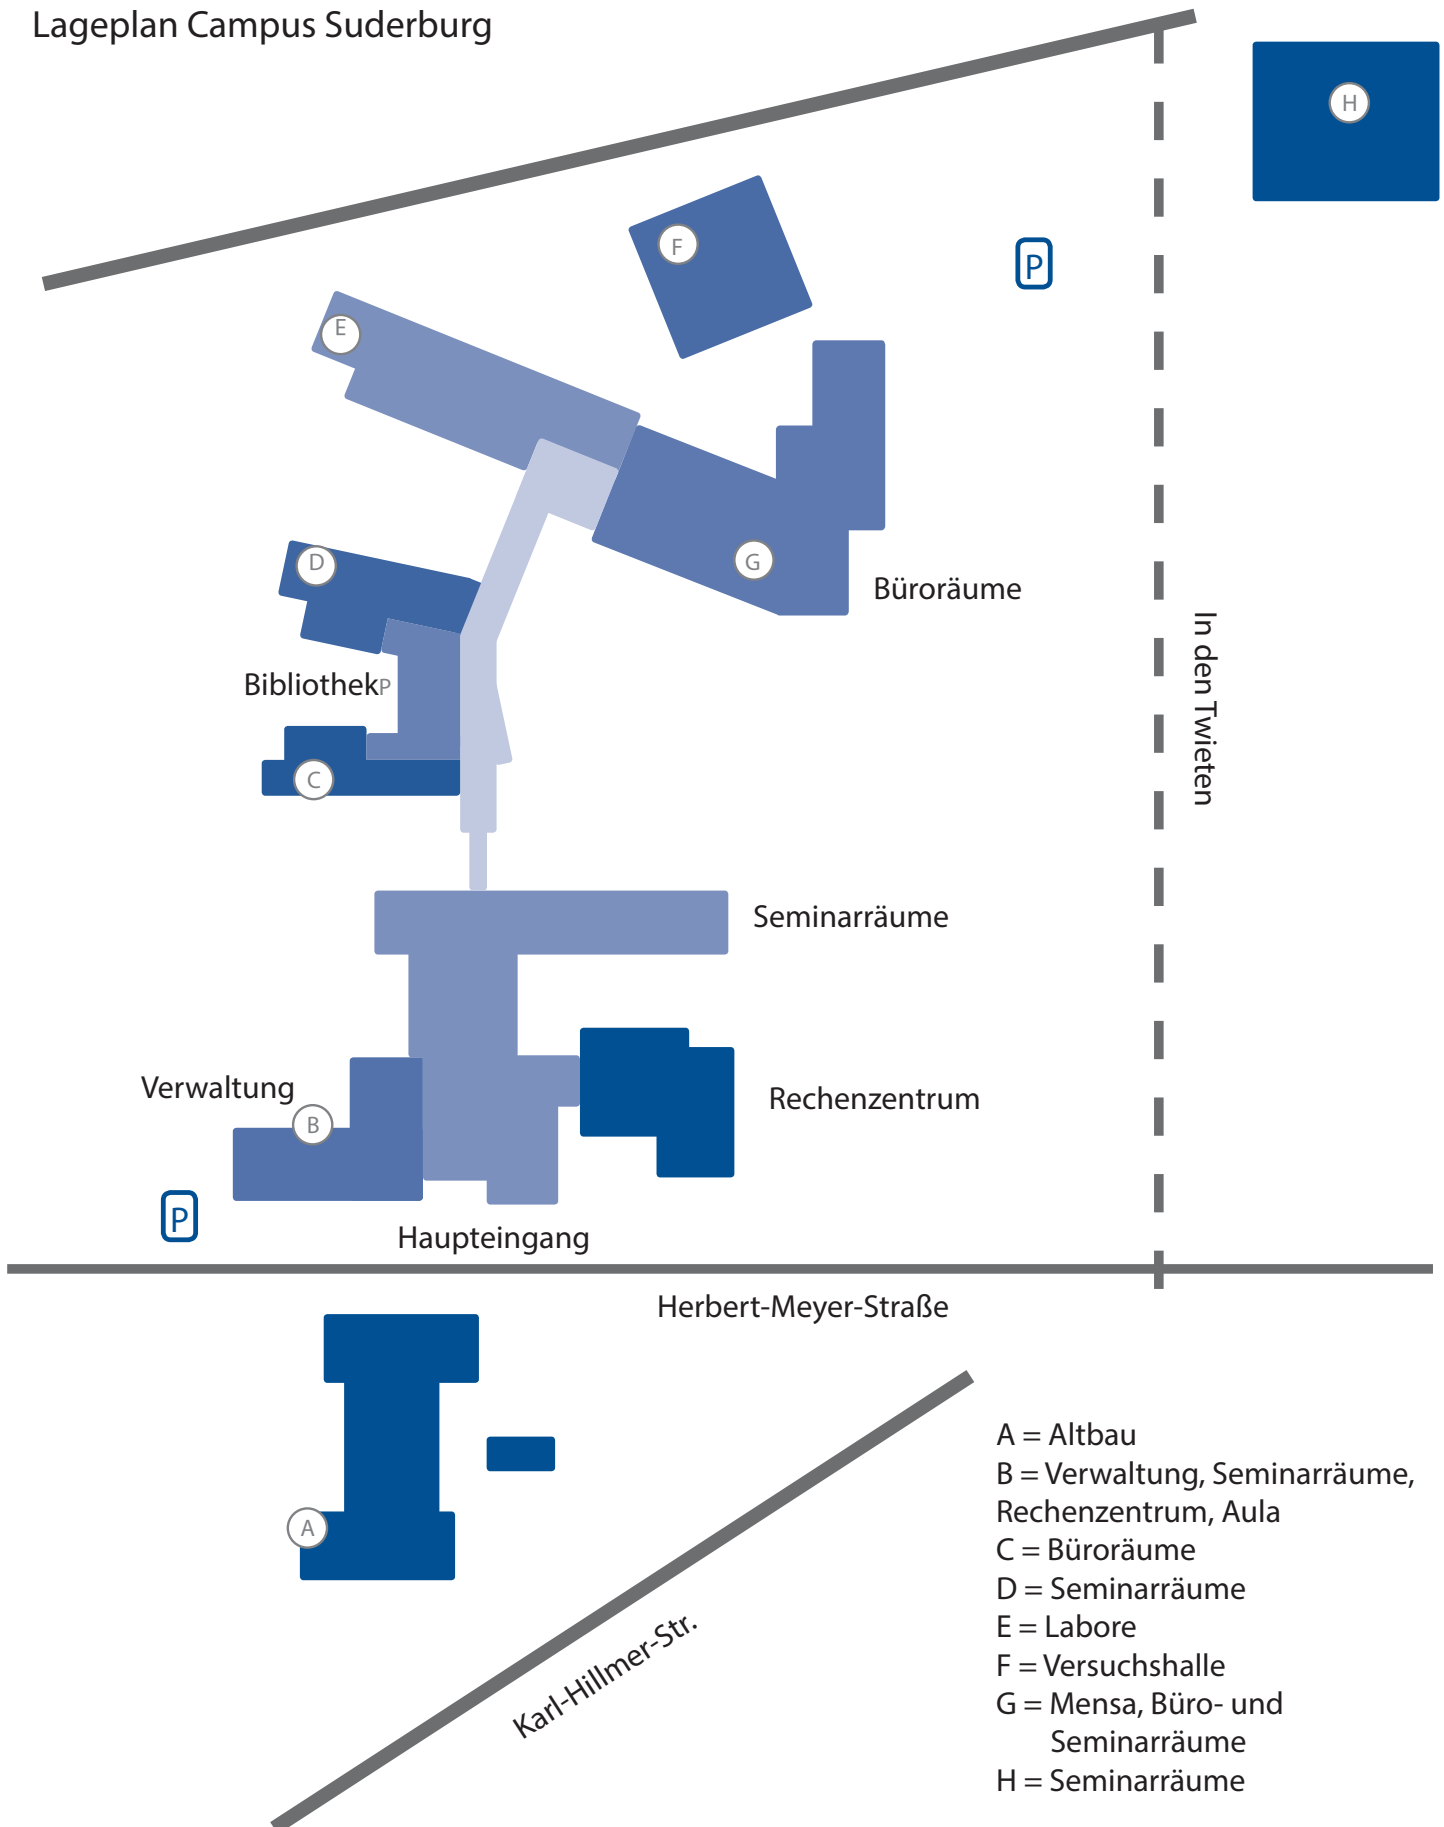 Lageplan Campus Suderburg
H
F
P
E
G
D
Büroräume
In den Twieten
Bibliothek P
C
Seminarräume
Verwaltung
Rechenzentrum
B
P
Haupteingang
Herbert-Meyer-Straße
A
Karl-Hillmer-Str.
A = Altbau
B = Verwaltung, Seminarräume,
Rechenzentrum, Aula
C = Büroräume
D = Seminarräume
E = Labore
F = Versuchshalle
G = Mensa, Büro- und
Seminarräume
H = Seminarräume